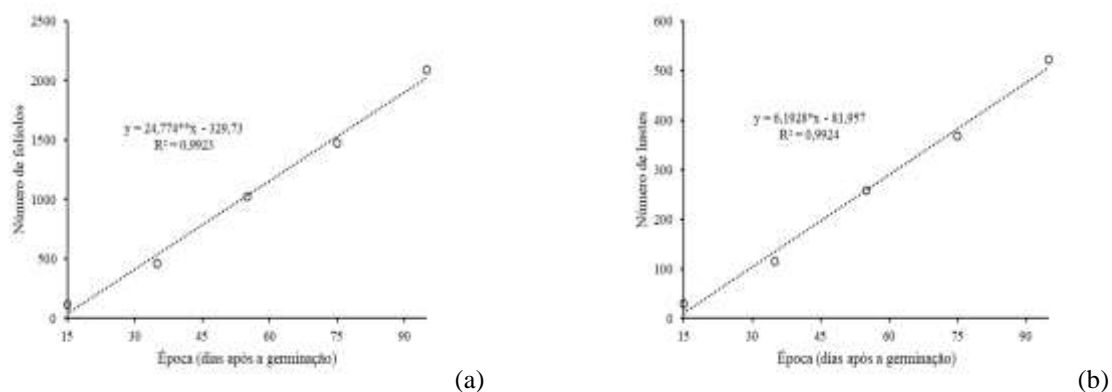 2500
2000
1500
1000
500
0
Número de folíolos
y = 24,774**x - 329,73
R² = 0,9923
15 30 45 60 75 90
Época (dias após a germinação)
(a)
600
500
400
300
200
100
0
Número de
y = 6,1928*x - 81,957
R² = 0,9924
15 30 45 60 75 90
Época (dias após a germinação)
(b)